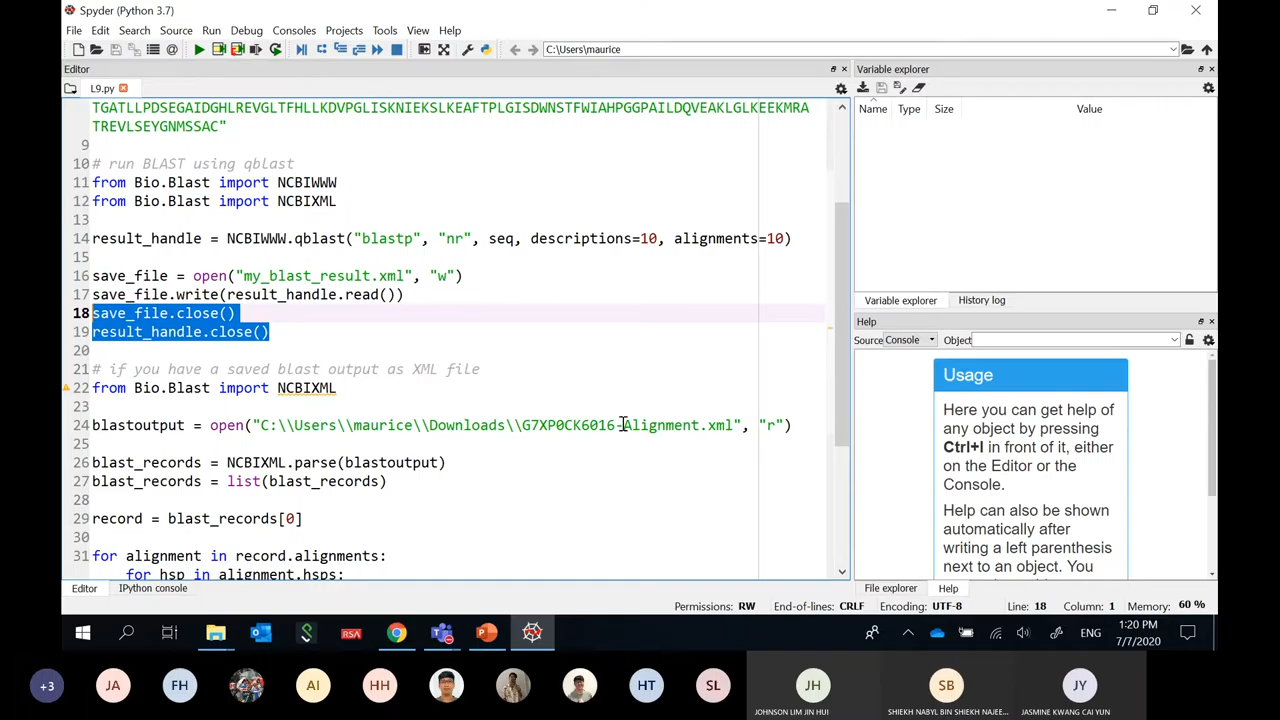 Spyder (Python 3.7)
File Edit Search Source Run Debug Consoles Projects Tools View Help
C:\Users\maurice
Editor
L9.py
TGATLLPDSEGAIDGHLREVGLTFHLLKDVPGLISKNIEKSLKEAFTPLGISDWNSTFWIAHPGGPAILDQVEAKLGLKEEKMRA
TREVLSEYGNMSSAC"
9
10 # run BLAST using qblast
11 from Bio.Blast import NCBIWWW
12 from Bio.Blast import NCBIXML
13
14 result_handle = NCBIWWW.qblast("blastp", "nr", seq, descriptions=10, alignments=10)
15
16 save_file = open("my_blast_result.xml", "w")
17 save_file.write(result_handle.read())
18 save_file.close()
19 result_handle.close()
20
21 # if you have a saved blast output as XML file
22 from Bio.Blast import NCBIXML
23
24 blastoutput = open("C:\\Users\\maurice\\Downloads\\G7XP0CK6016-Alignment.xml", "r")
25
26 blast_records = NCBIXML.parse(blastoutput)
27 blast_records = list(blast_records)
28
29 record = blast_records[0]
30
31 for alignment in record.alignments:
for hsp in alignment.hsps:
Editor IPython console
Variable explorer
Name Type Size Value
Variable explorer History log
Help
Source Console Object
Usage
Here you can get help of
any object by pressing
Ctrl+I in front of it, either
on the Editor or the
Console.
Help can also be shown
automatically after
writing a left parenthesis
next to an object. You
File explorer Help
Permissions: RW End-of-lines: CRLF Encoding: UTF-8 Line: 18 Column: 1 Memory: 60 %
RSA
ENG
1:20 PM
7/7/2020
+3 JA FH AI HH HT SL JH SB JY
JOHNSON LIM JIN HUI SHIEKH NABYL BIN SHIEKH NAJEE... JASMINE KWANG CAI YUN